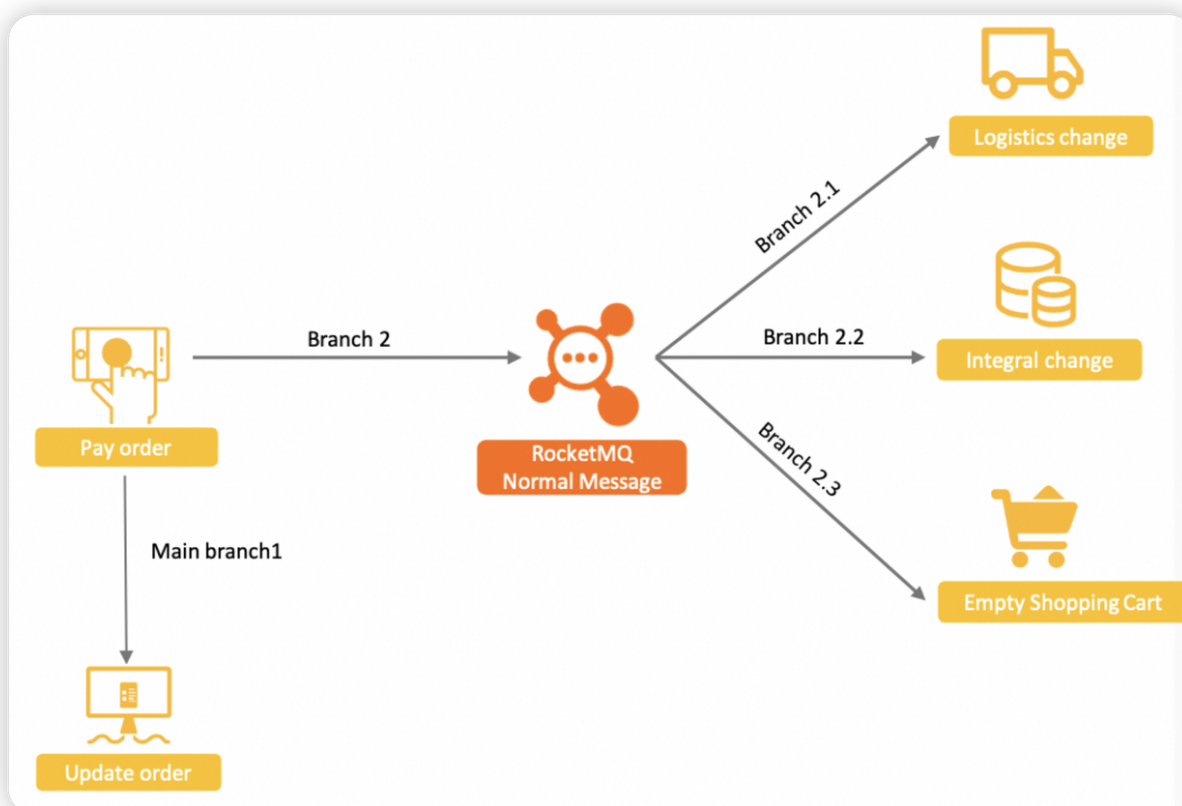 Logistics change
Branch 2.1
Branch 2
Branch 2.2
Integral change
Pay order
RocketMQ
Normal Message
Branch 2.3
Main branch1
Empty Shopping Cart
Update order